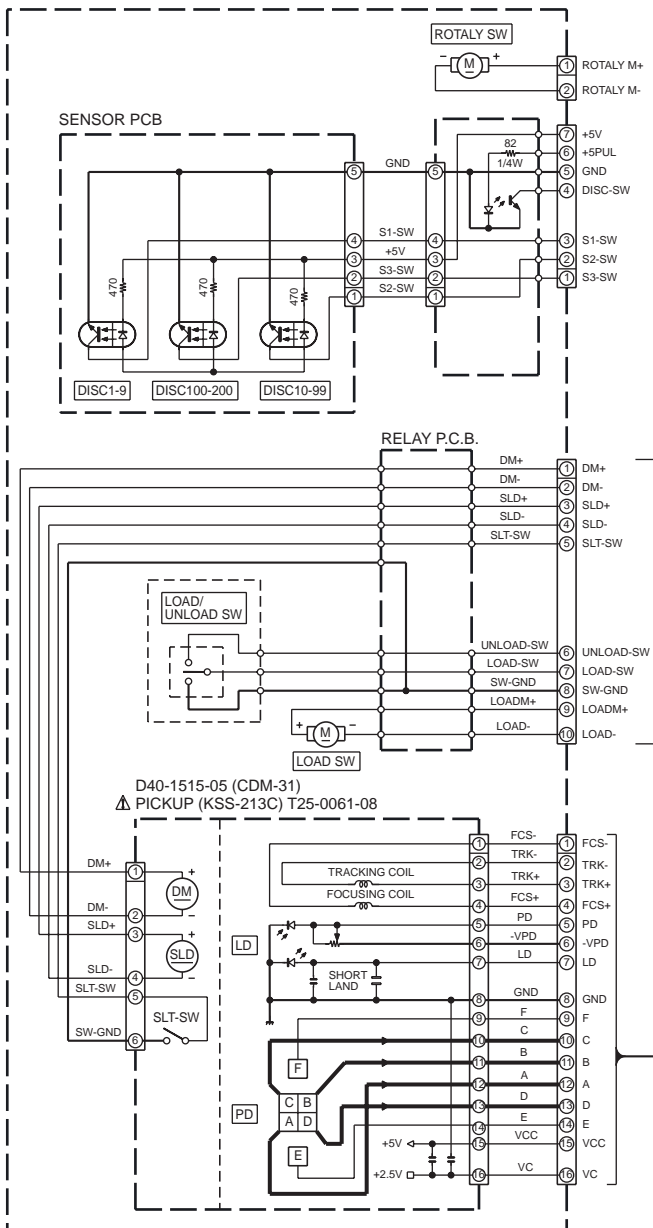 ROTALY SW
− M +
1 ROTALY M+
2 ROTALY M-
SENSOR PCB
7 +5V
82
1/4W
6 +5PUL
5 GND 5
5 GND
4 DISC-SW
4 S1-SW 4
3 S1-SW
3 +5V 3
2 S3-SW 2
2 S2-SW
1 S2-SW 1
1 S3-SW
470
470
470
DISC1-9
DISC100-200
DISC10-99
RELAY P.C.B.
DM+ 1 DM+
DM- 2 DM-
SLD+ 3 SLD+
SLD- 4 SLD-
SLT-SW 5 SLT-SW
LOAD/
UNLOAD SW
UNLOAD-SW 6 UNLOAD-SW
LOAD-SW 7 LOAD-SW
SW-GND 8 SW-GND
LOADM+ 9 LOADM+
LOAD- 10 LOAD-
+ M −
LOAD SW
D40-1515-05 (CDM-31)
⚠ PICKUP (KSS-213C) T25-0061-08
DM+ 1 +
DM
DM- 2 −
SLD+ 3 +
SLD
SLD- 4 −
SLT-SW 5
SLT-SW
SW-GND 6
1 FCS- 1 FCS-
2 TRK- 2 TRK-
TRACKING COIL
3 TRK+ 3 TRK+
FOCUSING COIL
4 FCS+ 4 FCS+
5 PD 5 PD
LD
6 -VPD 6 -VPD
7 LD 7 LD
SHORT
LAND
8 GND 8 GND
9 F 9 F
10 C 10 C
11 B 11 B
F
12 A 12 A
C B
PD
A D
13 D 13 D
14 E 14 E
E
+5V 15 VCC 15 VCC
+2.5V 16 VC 16 VC